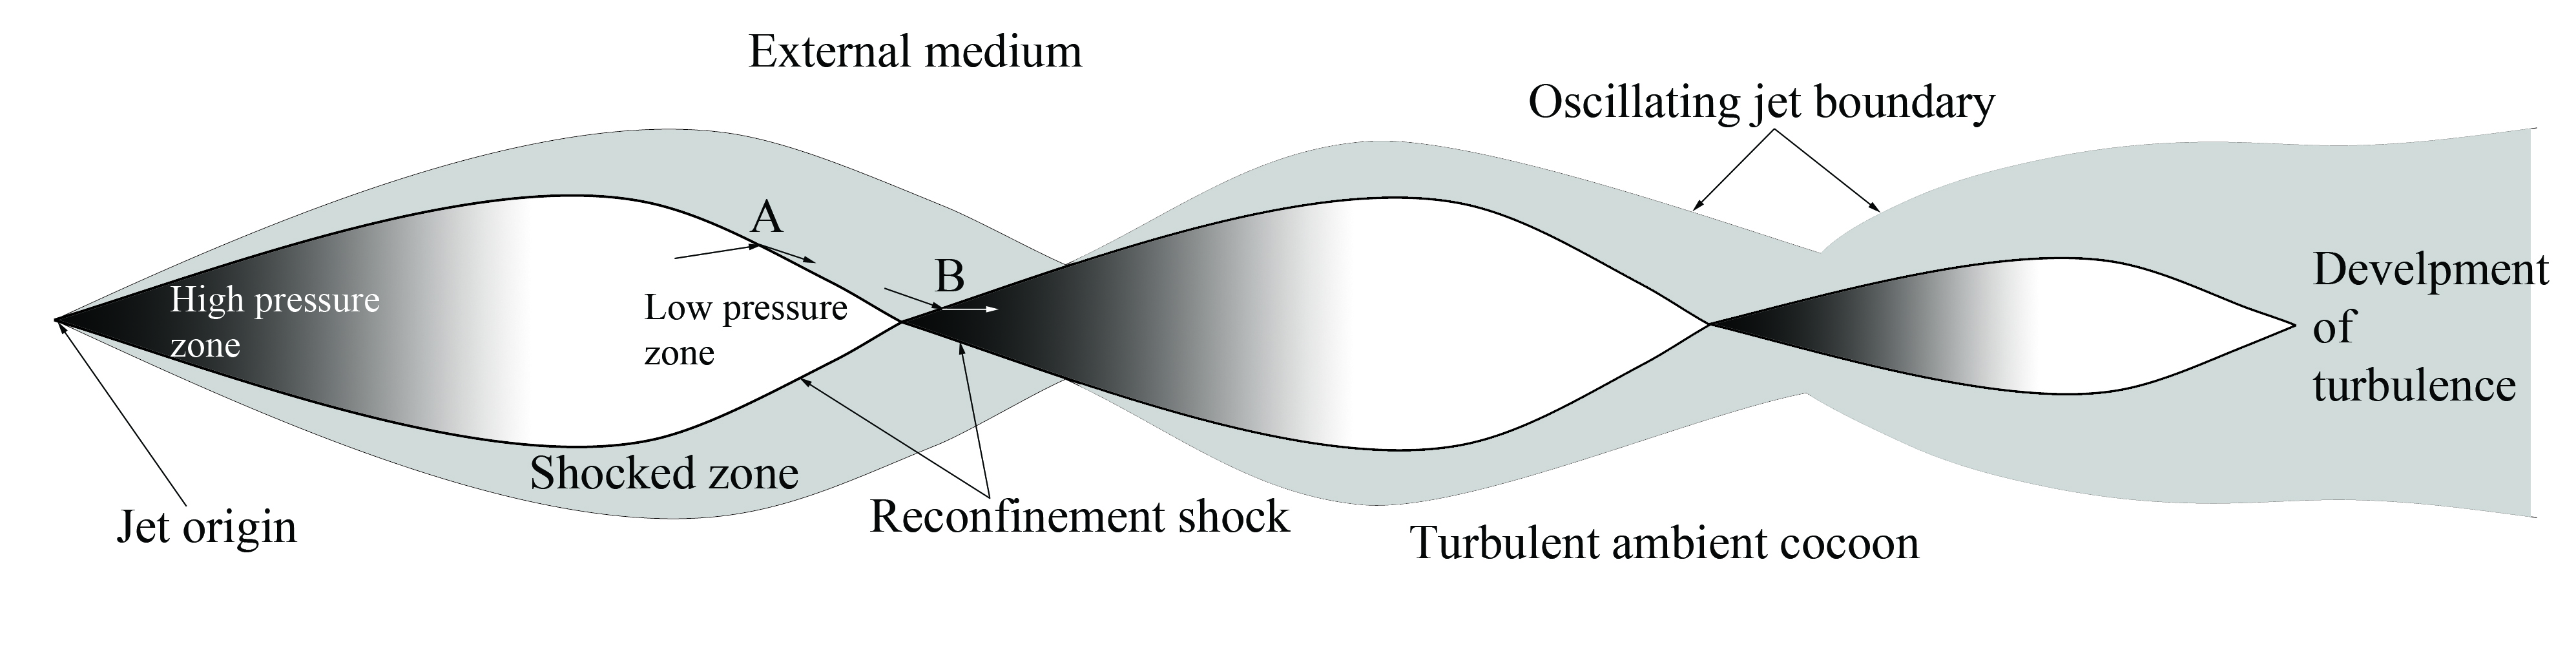 External medium
Oscillating jet boundary
A
B
High pressure
zone
Low pressure
zone
Develpment
of
turbulence
Shocked zone
Jet origin
Reconfinement shock
Turbulent ambient cocoon